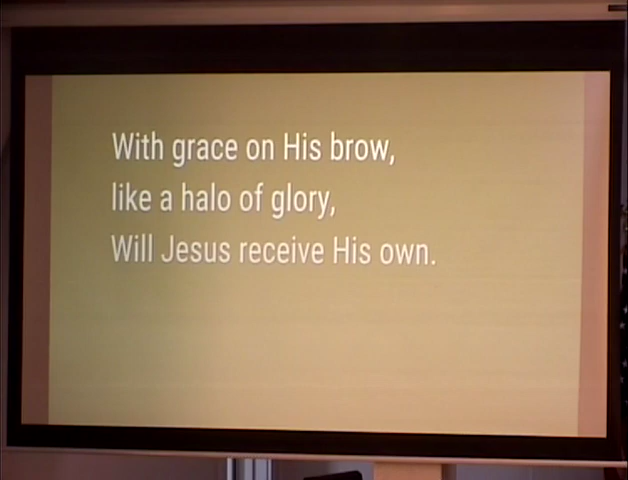 With grace on His brow,
like a halo of glory,
Will Jesus receive His own.